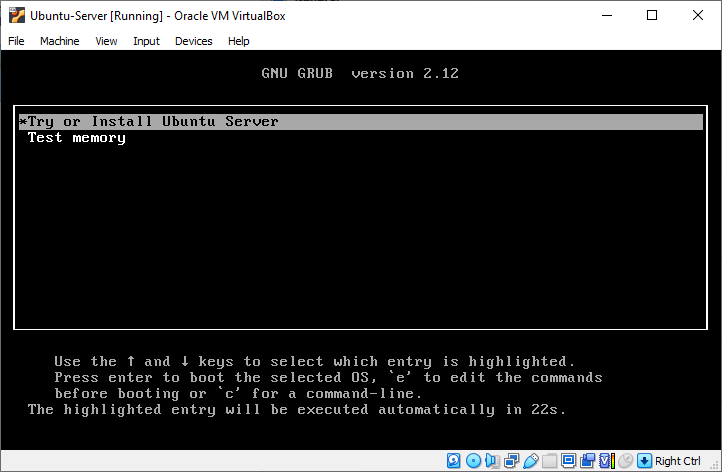 Ubuntu-Server [Running] - Oracle VM VirtualBox
File Machine View Input Devices Help
GNU GRUB version 2.12
*Try or Install Ubuntu Server
Test memory
Use the ↑ and ↓ keys to select which entry is highlighted.
Press enter to boot the selected OS, `e' to edit the commands
before booting or `c' for a command-line.
The highlighted entry will be executed automatically in 22s.
Right Ctrl